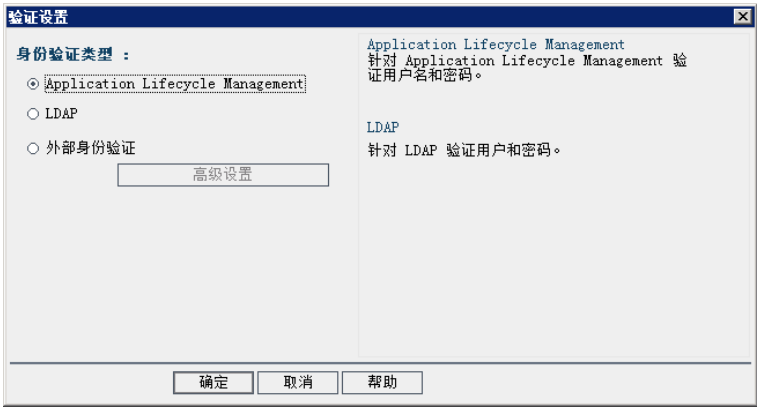 验证设置
身份验证类型 :
Application Lifecycle Management
LDAP
外部身份验证
高级设置
Application Lifecycle Management
针对 Application Lifecycle Management 验
证用户名和密码。
LDAP
针对 LDAP 验证用户和密码。
确定
取消
帮助